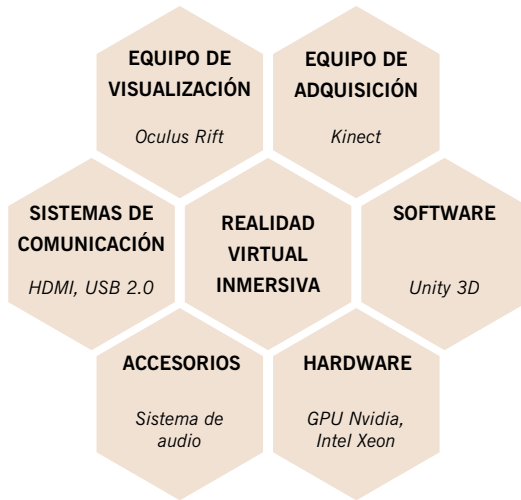 EQUIPO DE
VISUALIZACIÓN
Oculus Rift
EQUIPO DE
ADQUISICIÓN
Kinect
SISTEMAS DE
COMUNICACIÓN
HDMI, USB 2.0
REALIDAD
VIRTUAL
INMERSIVA
SOFTWARE
Unity 3D
ACCESORIOS
Sistema de
audio
HARDWARE
GPU Nvidia,
Intel Xeon